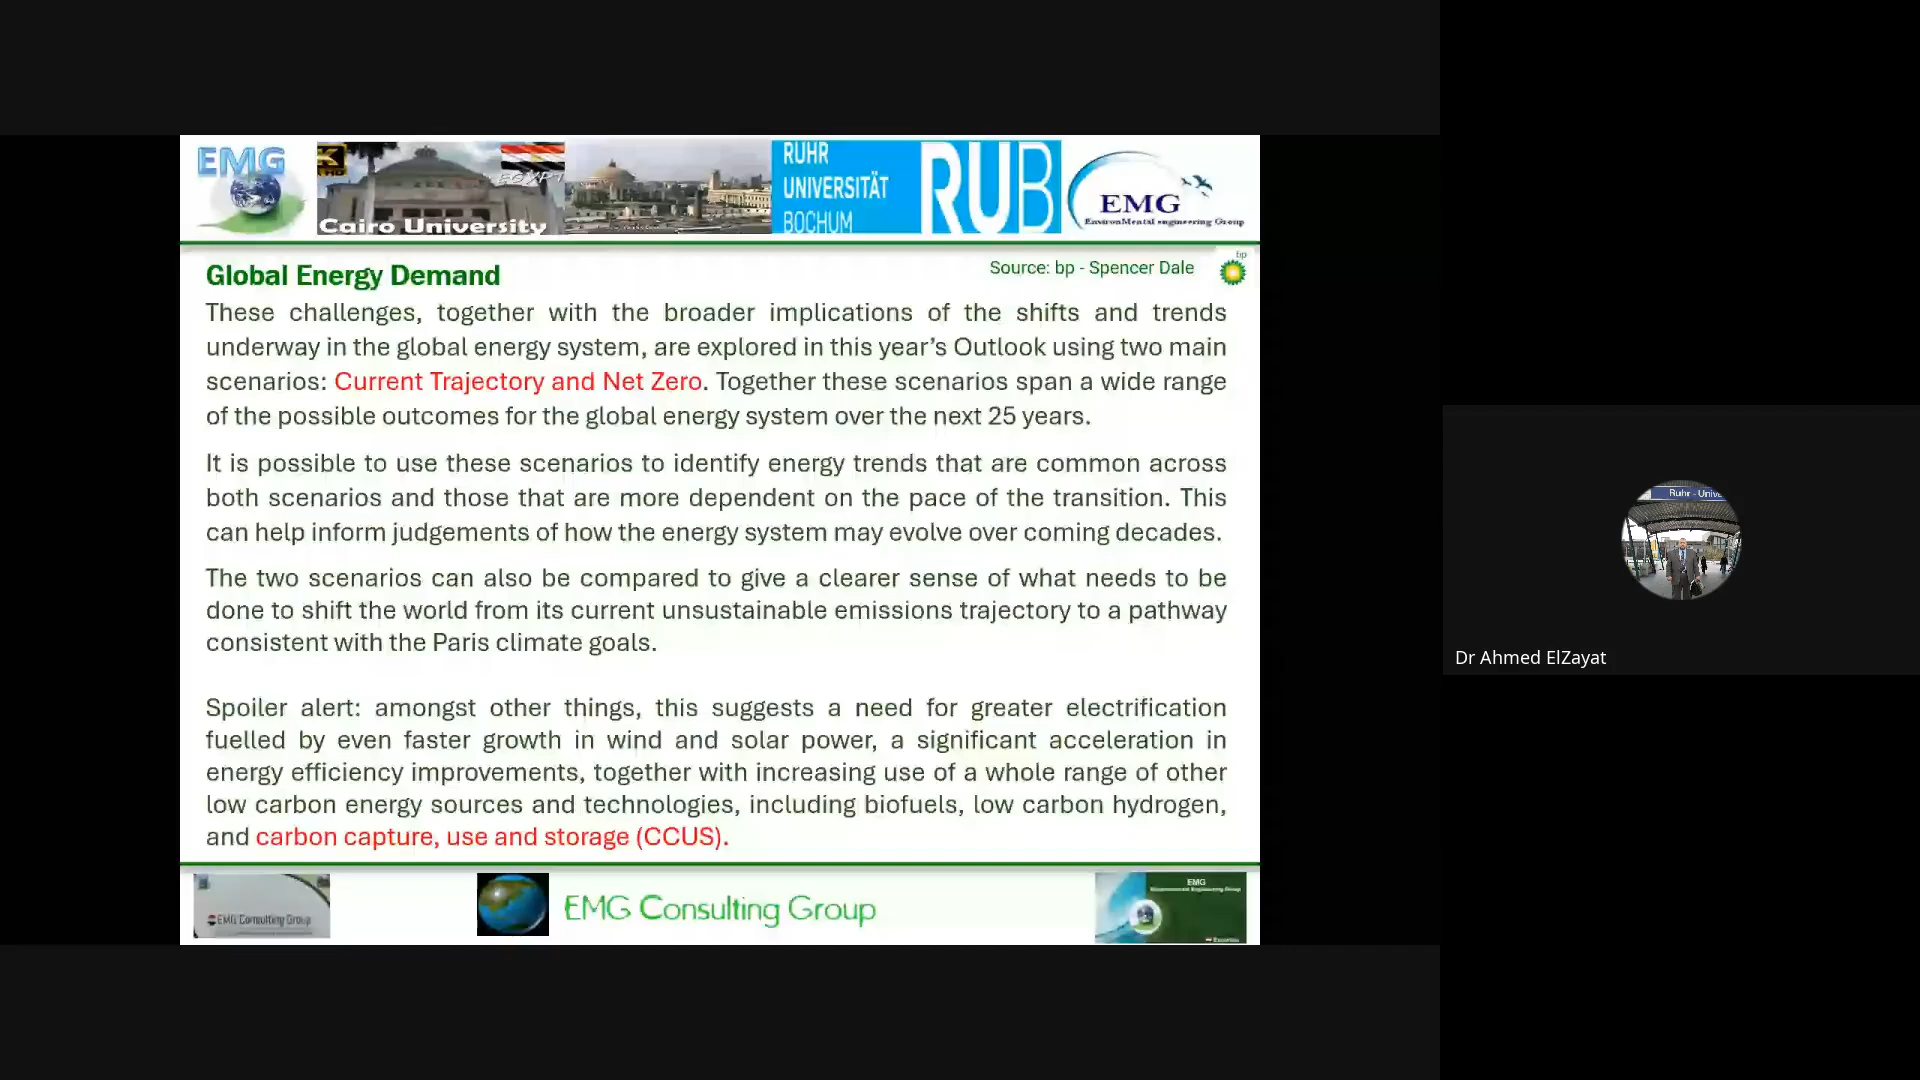 EMG
K
HD
EGYPT
Cairo University
RUHR
UNIVERSITÄT
BOCHUM
RUB
EMG
EnvironMental engineering Group
Global Energy Demand
Source: bp - Spencer Dale
bp
These challenges, together with the broader implications of the shifts and trends
underway in the global energy system, are explored in this year’s Outlook using two main
scenarios: Current Trajectory and Net Zero. Together these scenarios span a wide range
of the possible outcomes for the global energy system over the next 25 years.
It is possible to use these scenarios to identify energy trends that are common across
both scenarios and those that are more dependent on the pace of the transition. This
can help inform judgements of how the energy system may evolve over coming decades.
The two scenarios can also be compared to give a clearer sense of what needs to be
done to shift the world from its current unsustainable emissions trajectory to a pathway
consistent with the Paris climate goals.
Spoiler alert: amongst other things, this suggests a need for greater electrification
fuelled by even faster growth in wind and solar power, a significant acceleration in
energy efficiency improvements, together with increasing use of a whole range of other
low carbon energy sources and technologies, including biofuels, low carbon hydrogen,
and carbon capture, use and storage (CCUS).
EMG Consulting Group
EMG Consulting Group
EMG
Environmental Engineering Group
Ruhr - Unive
Dr Ahmed ElZayat